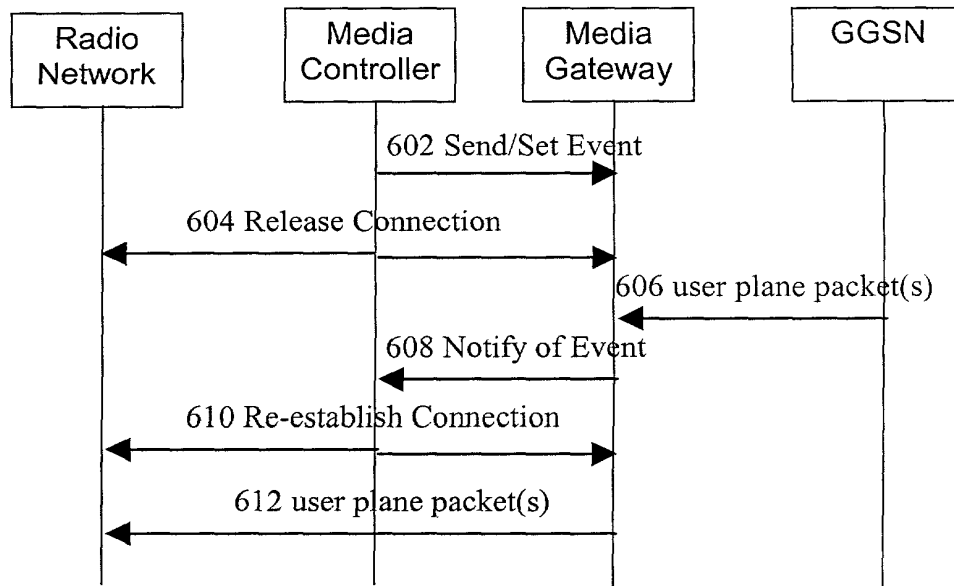 Radio
Network
Media
Controller
Media
Gateway
GGSN
602 Send/Set Event
604 Release Connection
606 user plane packet(s)
608 Notify of Event
610 Re-establish Connection
612 user plane packet(s)